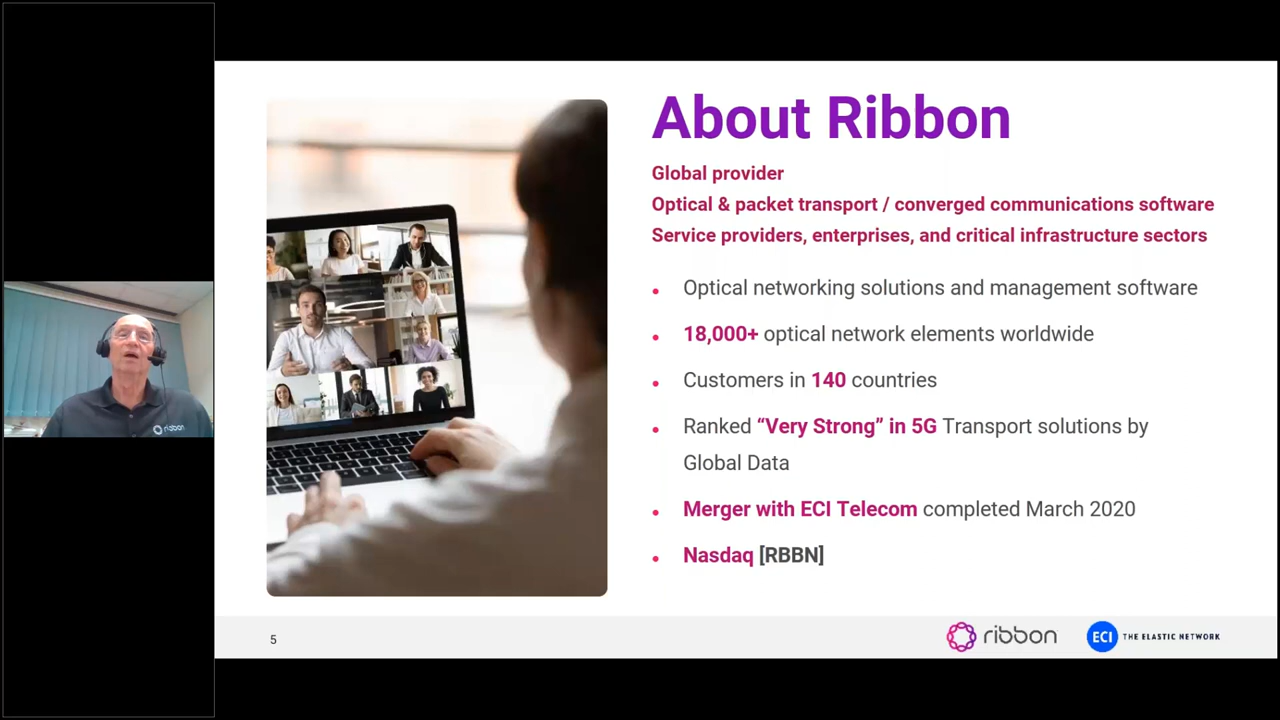 About Ribbon
Global provider
Optical & packet transport / converged communications software
Service providers, enterprises, and critical infrastructure sectors
• Optical networking solutions and management software
• 18,000+ optical network elements worldwide
• Customers in 140 countries
• Ranked “Very Strong” in 5G Transport solutions by
Global Data
• Merger with ECI Telecom completed March 2020
• Nasdaq [RBBN]
ribbon
5
ribbon
ECI THE ELASTIC NETWORK